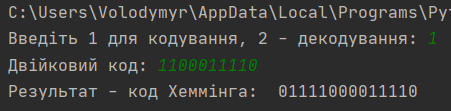 C:\Users\Volodymyr\AppData\Local\Programs\Py
Введіть 1 для кодування, 2 - декодування: 1
Двійковий код: 1100011110
Результат - код Хеммінга:  01111000011110